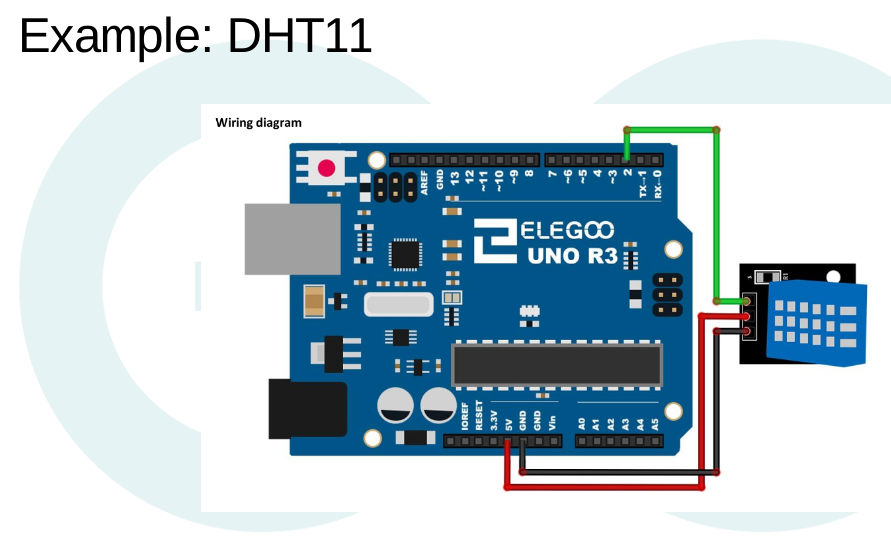 Example: DHT11
Wiring diagram
AREF
GND
13
12
~11
~10
~9
8
7
~6
~5
4
~3
2
TX→1
RX←0
ELEGOO
UNO R3
IOREF
RESET
3.3V
5V
GND
GND
Vin
A0
A1
A2
A3
A4
A5